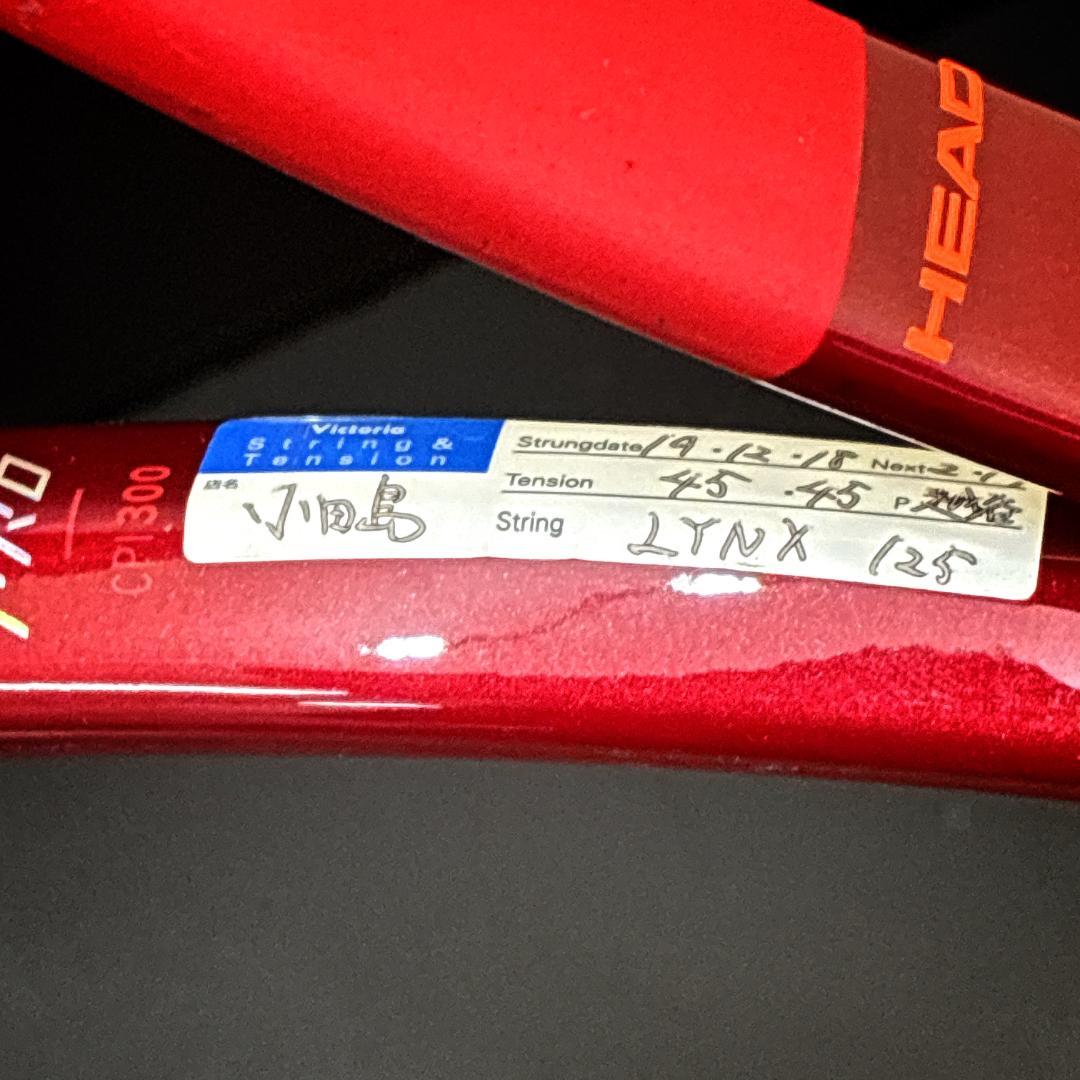 HEAD
CPI300
Victoria
String &
Tension
店名
小田島
Strungdate 19・12・18 Next
Tension 45・45 P
String LYNX 125